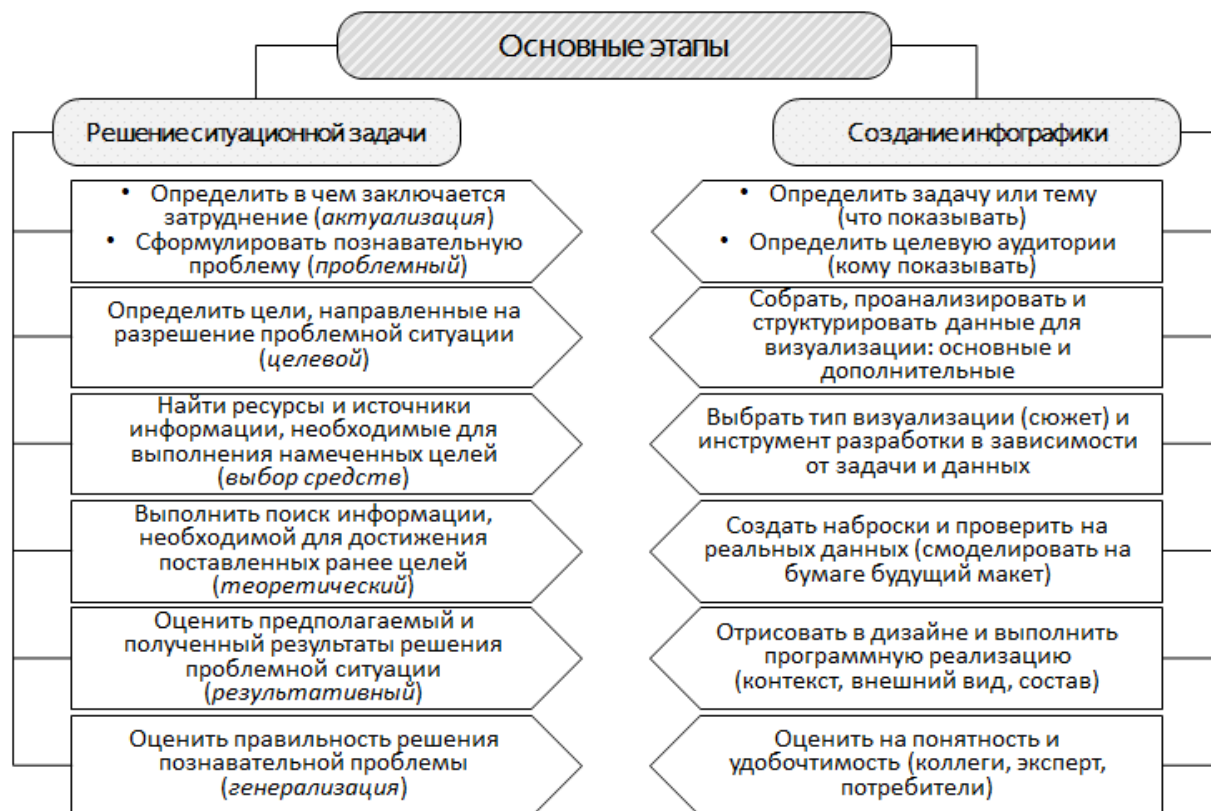 Основные этапы
Решение ситуационной задачи
• Определить в чем заключается
затруднение (актуализация)
• Сформулировать познавательную
проблему (проблемный)
Определить цели, направленные на
разрешение проблемной ситуации
(целевой)
Найти ресурсы и источники
информации, необходимые для
выполнения намеченных целей
(выбор средств)
Выполнить поиск информации,
необходимой для достижения
поставленных ранее целей
(теоретический)
Оценить предполагаемый и
полученный результаты решения
проблемной ситуации
(результативный)
Оценить правильность решения
познавательной проблемы
(генерализация)
Создание инфографики
• Определить задачу или тему
(что показывать)
• Определить целевую аудитории
(кому показывать)
Собрать, проанализировать и
структурировать данные для
визуализации: основные и
дополнительные
Выбрать тип визуализации (сюжет) и
инструмент разработки в зависимости
от задачи и данных
Создать наброски и проверить на
реальных данных (смоделировать на
бумаге будущий макет)
Отрисовать в дизайне и выполнить
программную реализацию
(контекст, внешний вид, состав)
Оценить на понятность и
удобочтимость (коллеги, эксперт,
потребители)